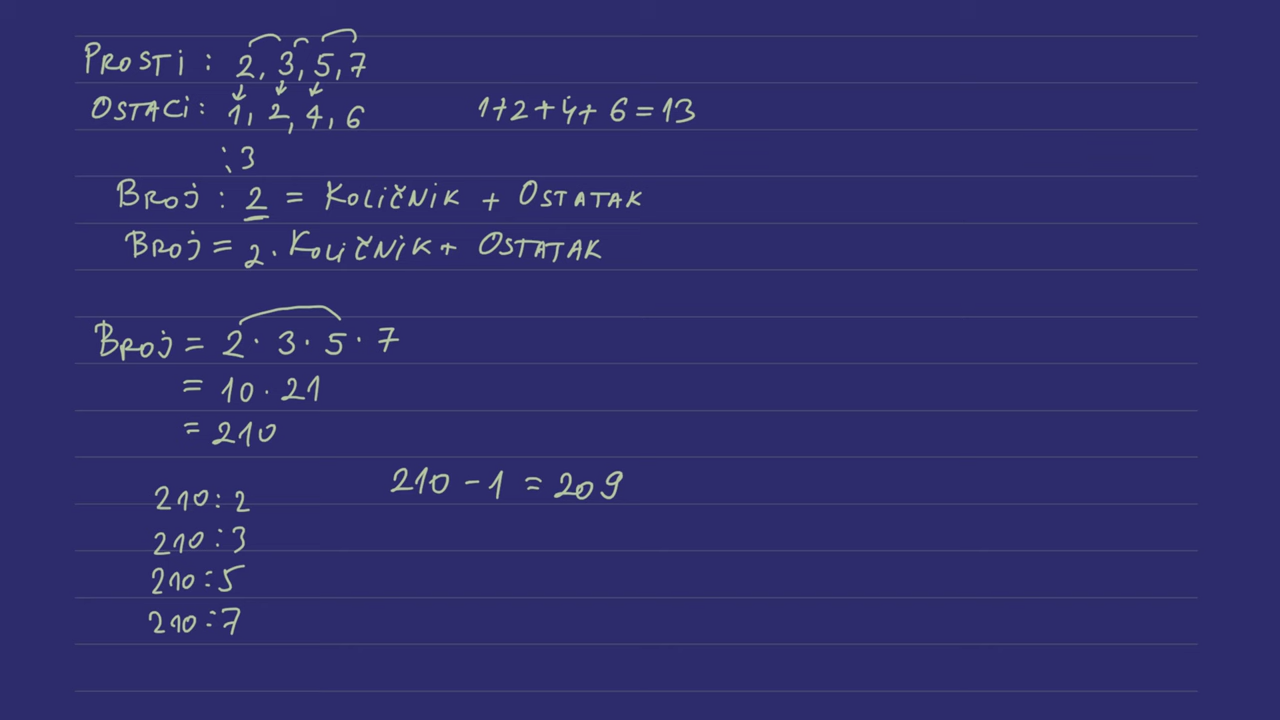 PROSTI : 2, 3, 5, 7
OSTACI : 1, 2, 4, 6 1+2+4+6=13
:3
BROJ : 2 = KOLIČNIK + OSTATAK
BROJ = 2 · KOLIČNIK + OSTATAK
BROJ = 2 · 3 · 5 · 7
= 10 · 21
= 210
210 - 1 = 209
210 : 2
210 : 3
210 : 5
210 : 7